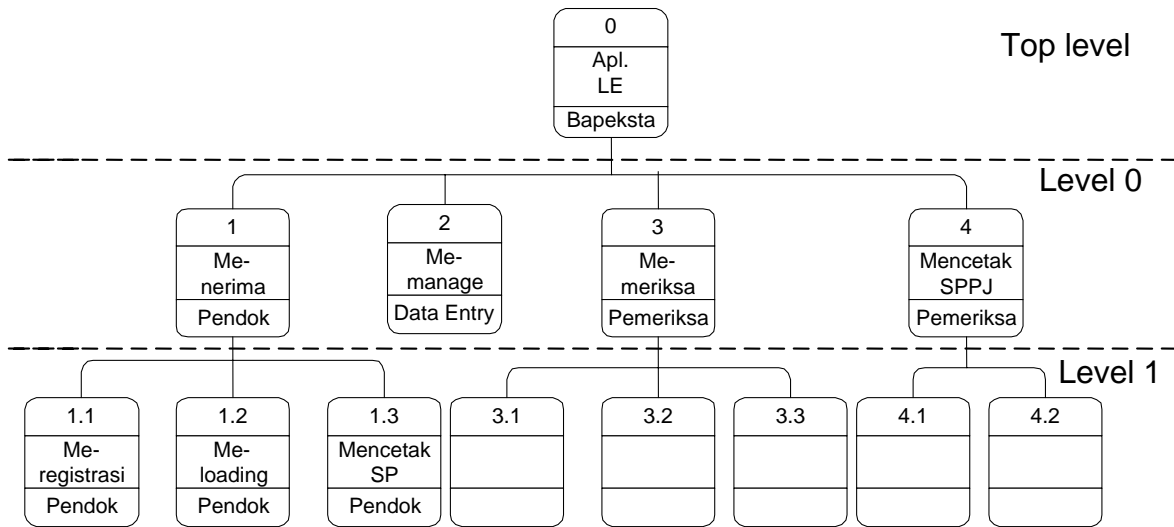 0
Apl.
LE
Bapeksta
Top level
Level 0
1
Me-
nerima
Pendok
2
Me-
manage
Data Entry
3
Me-
meriksa
Pemeriksa
4
Mencetak
SPPJ
Pemeriksa
Level 1
1.1
Me-
registrasi
Pendok
1.2
Me-
loading
Pendok
1.3
Mencetak
SP
Pendok
3.1
3.2
3.3
4.1
4.2